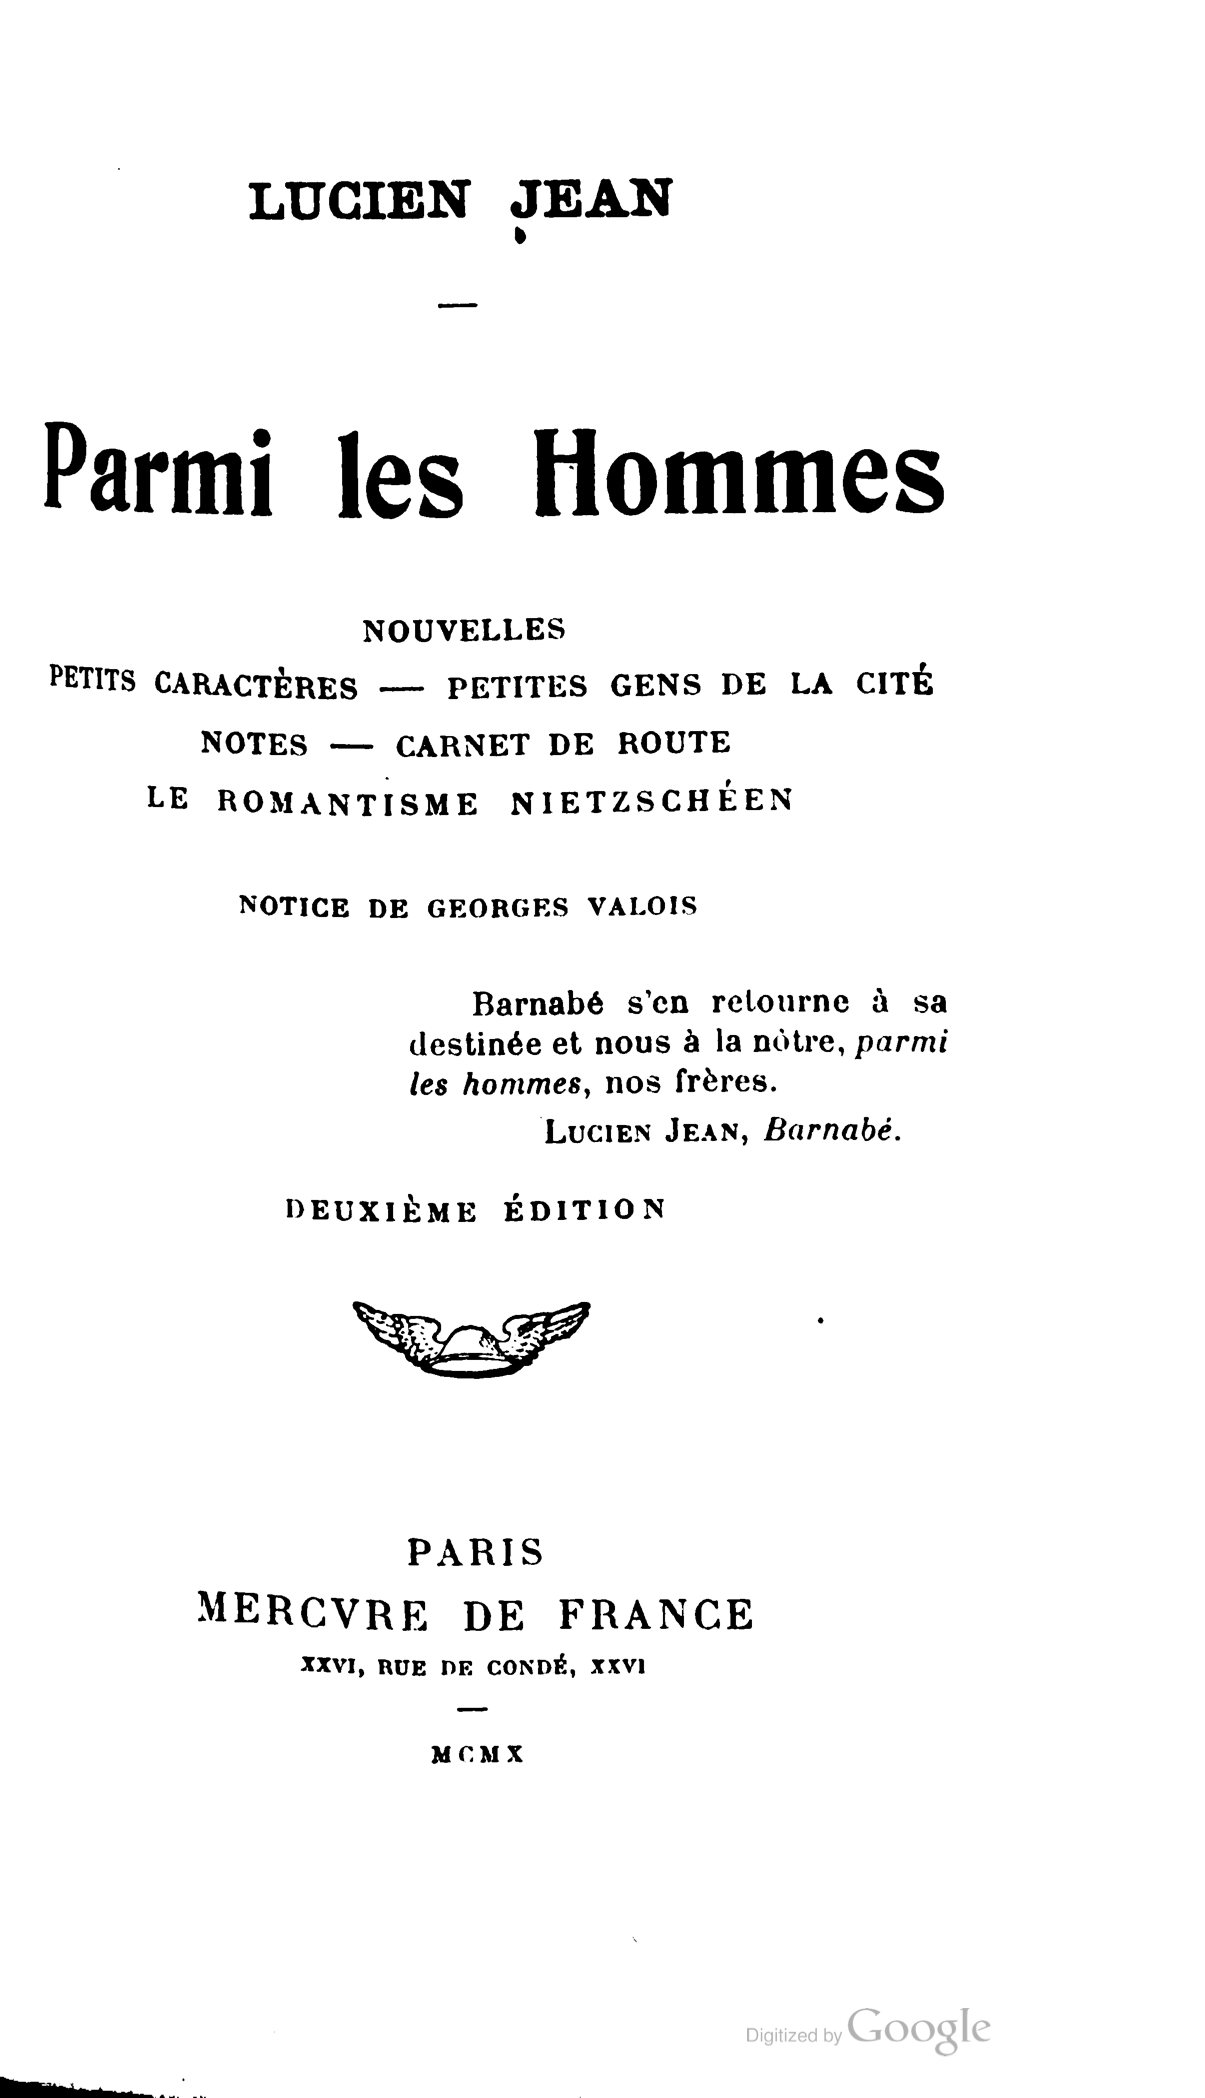 LUCIEN JEAN
—
Parmi les Hommes
NOUVELLES
PETITS CARACTÈRES — PETITES GENS DE LA CITÉ
NOTES — CARNET DE ROUTE
LE ROMANTISME NIETZSCHÉEN
NOTICE DE GEORGES VALOIS
Barnabé s'en retourne à sa
destinée et nous à la nôtre, parmi
les hommes, nos frères.
LUCIEN JEAN, Barnabé.
DEUXIÈME ÉDITION
PARIS
MERCVRE DE FRANCE
XXVI, RUE DE CONDÉ, XXVI
—
MCMX
Digitized by Google